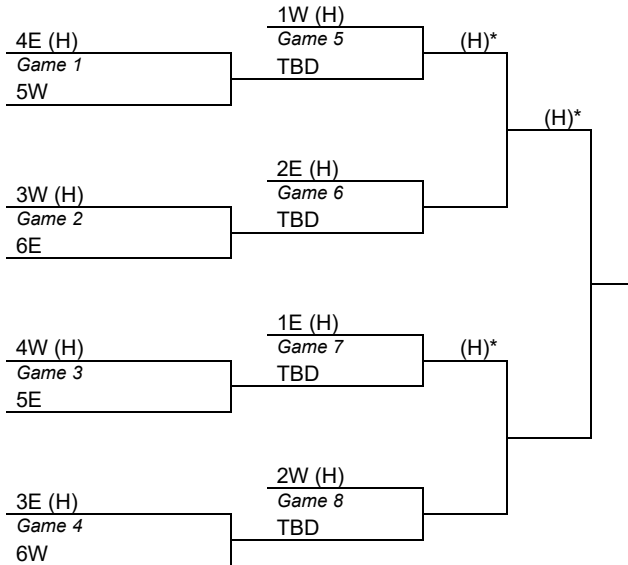 1W (H)
4E (H)
Game 5
(H)*
Game 1
TBD
5W
(H)*
2E (H)
3W (H)
Game 6
Game 2
TBD
6E
1E (H)
4W (H)
Game 7
(H)*
Game 3
TBD
5E
2W (H)
3E (H)
Game 8
Game 4
TBD
6W